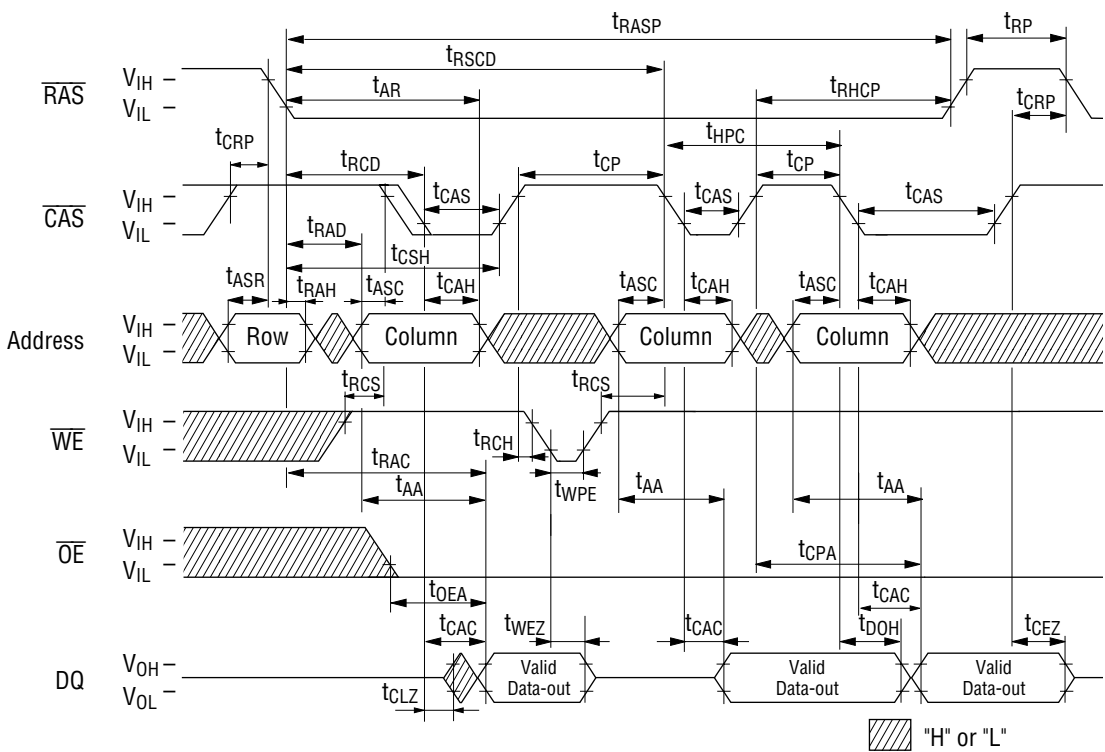 tRASP
tRP
tRSCD
tAR
tRHCP
RAS
VIH
VIL
tCRP
tCRP
tHPC
tRCD
tCP
tCP
CAS
VIH
VIL
tCAS
tCAS
tCAS
tRAD
tCSH
tASR
tRAH
tASC
tCAH
tASC
tCAH
tASC
tCAH
Address
VIH
VIL
Row
Column
Column
Column
tRCS
tRCS
WE
VIH
VIL
tRCH
tRAC
tWPE
tAA
tAA
tAA
OE
VIH
VIL
tCPA
tOEA
tCAC
tCAC
tWEZ
tCAC
tDOH
tCEZ
DQ
VOH
VOL
Valid
Data-out
Valid
Data-out
Valid
Data-out
tCLZ
"H" or "L"